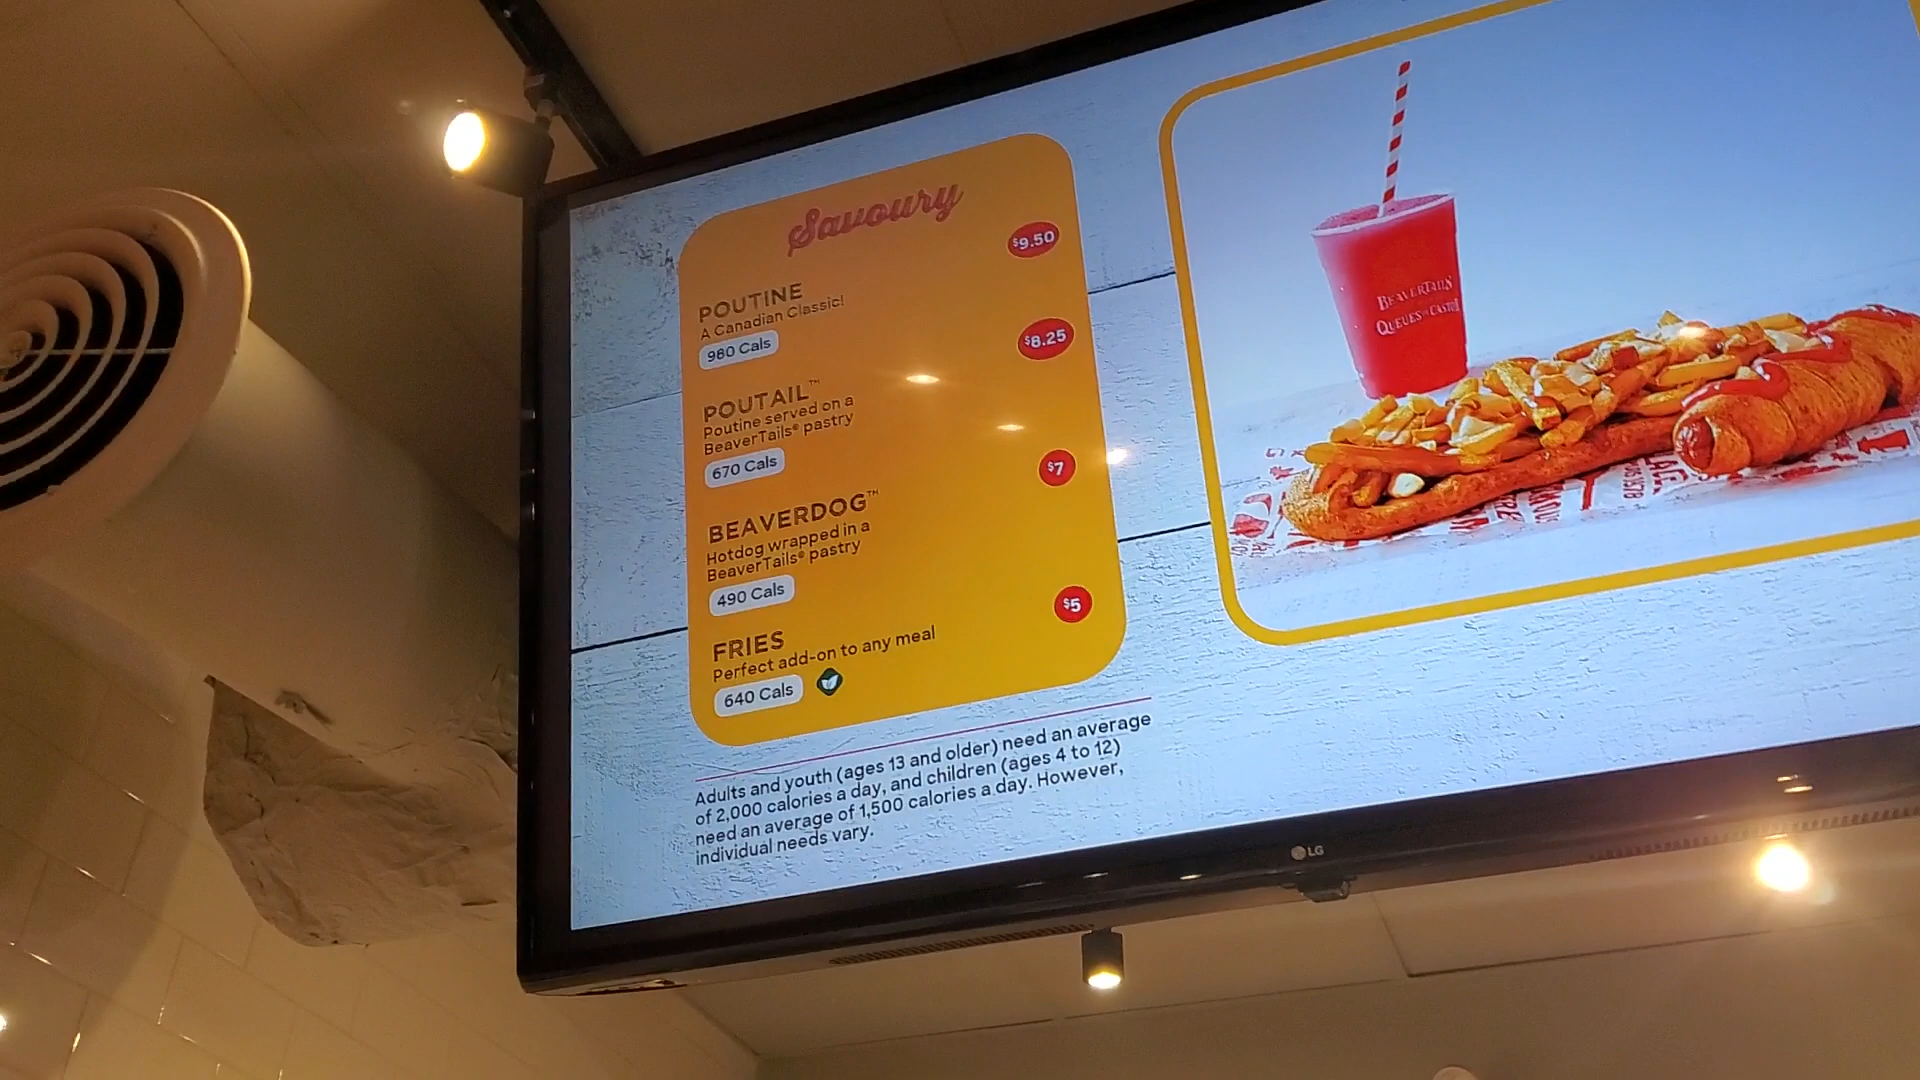 Savoury
$9.50
POUTINE
A Canadian Classic!
980 Cals
$8.25
POUTAIL™
Poutine served on a
BeaverTails® pastry
670 Cals
$7
BEAVERDOG™
Hotdog wrapped in a
BeaverTails® pastry
490 Cals
$5
FRIES
Perfect add-on to any meal
640 Cals
Adults and youth (ages 13 and older) need an average
of 2,000 calories a day, and children (ages 4 to 12)
need an average of 1,500 calories a day. However,
individual needs vary.
BEAVERTAILS
QUEUES DE CASTOR
LG